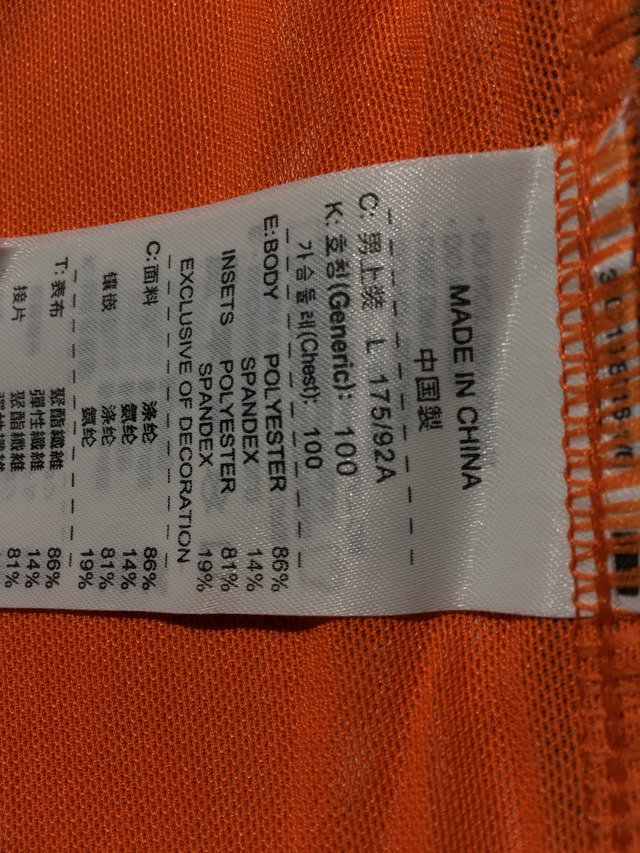 MADE IN CHINA
中国製
C: 男上装 L 175/92A
K: 호칭(Generic): 100
가슴둘레(Chest): 100
E: BODY POLYESTER 86%
SPANDEX 14%
INSETS POLYESTER 81%
SPANDEX 19%
EXCLUSIVE OF DECORATION
C: 面料 涤纶 86%
氨纶 14%
镶嵌 涤纶 81%
氨纶 19%
T: 表布 聚酯纖維 86%
彈性纖維 14%
接片 聚酯纖維 81%